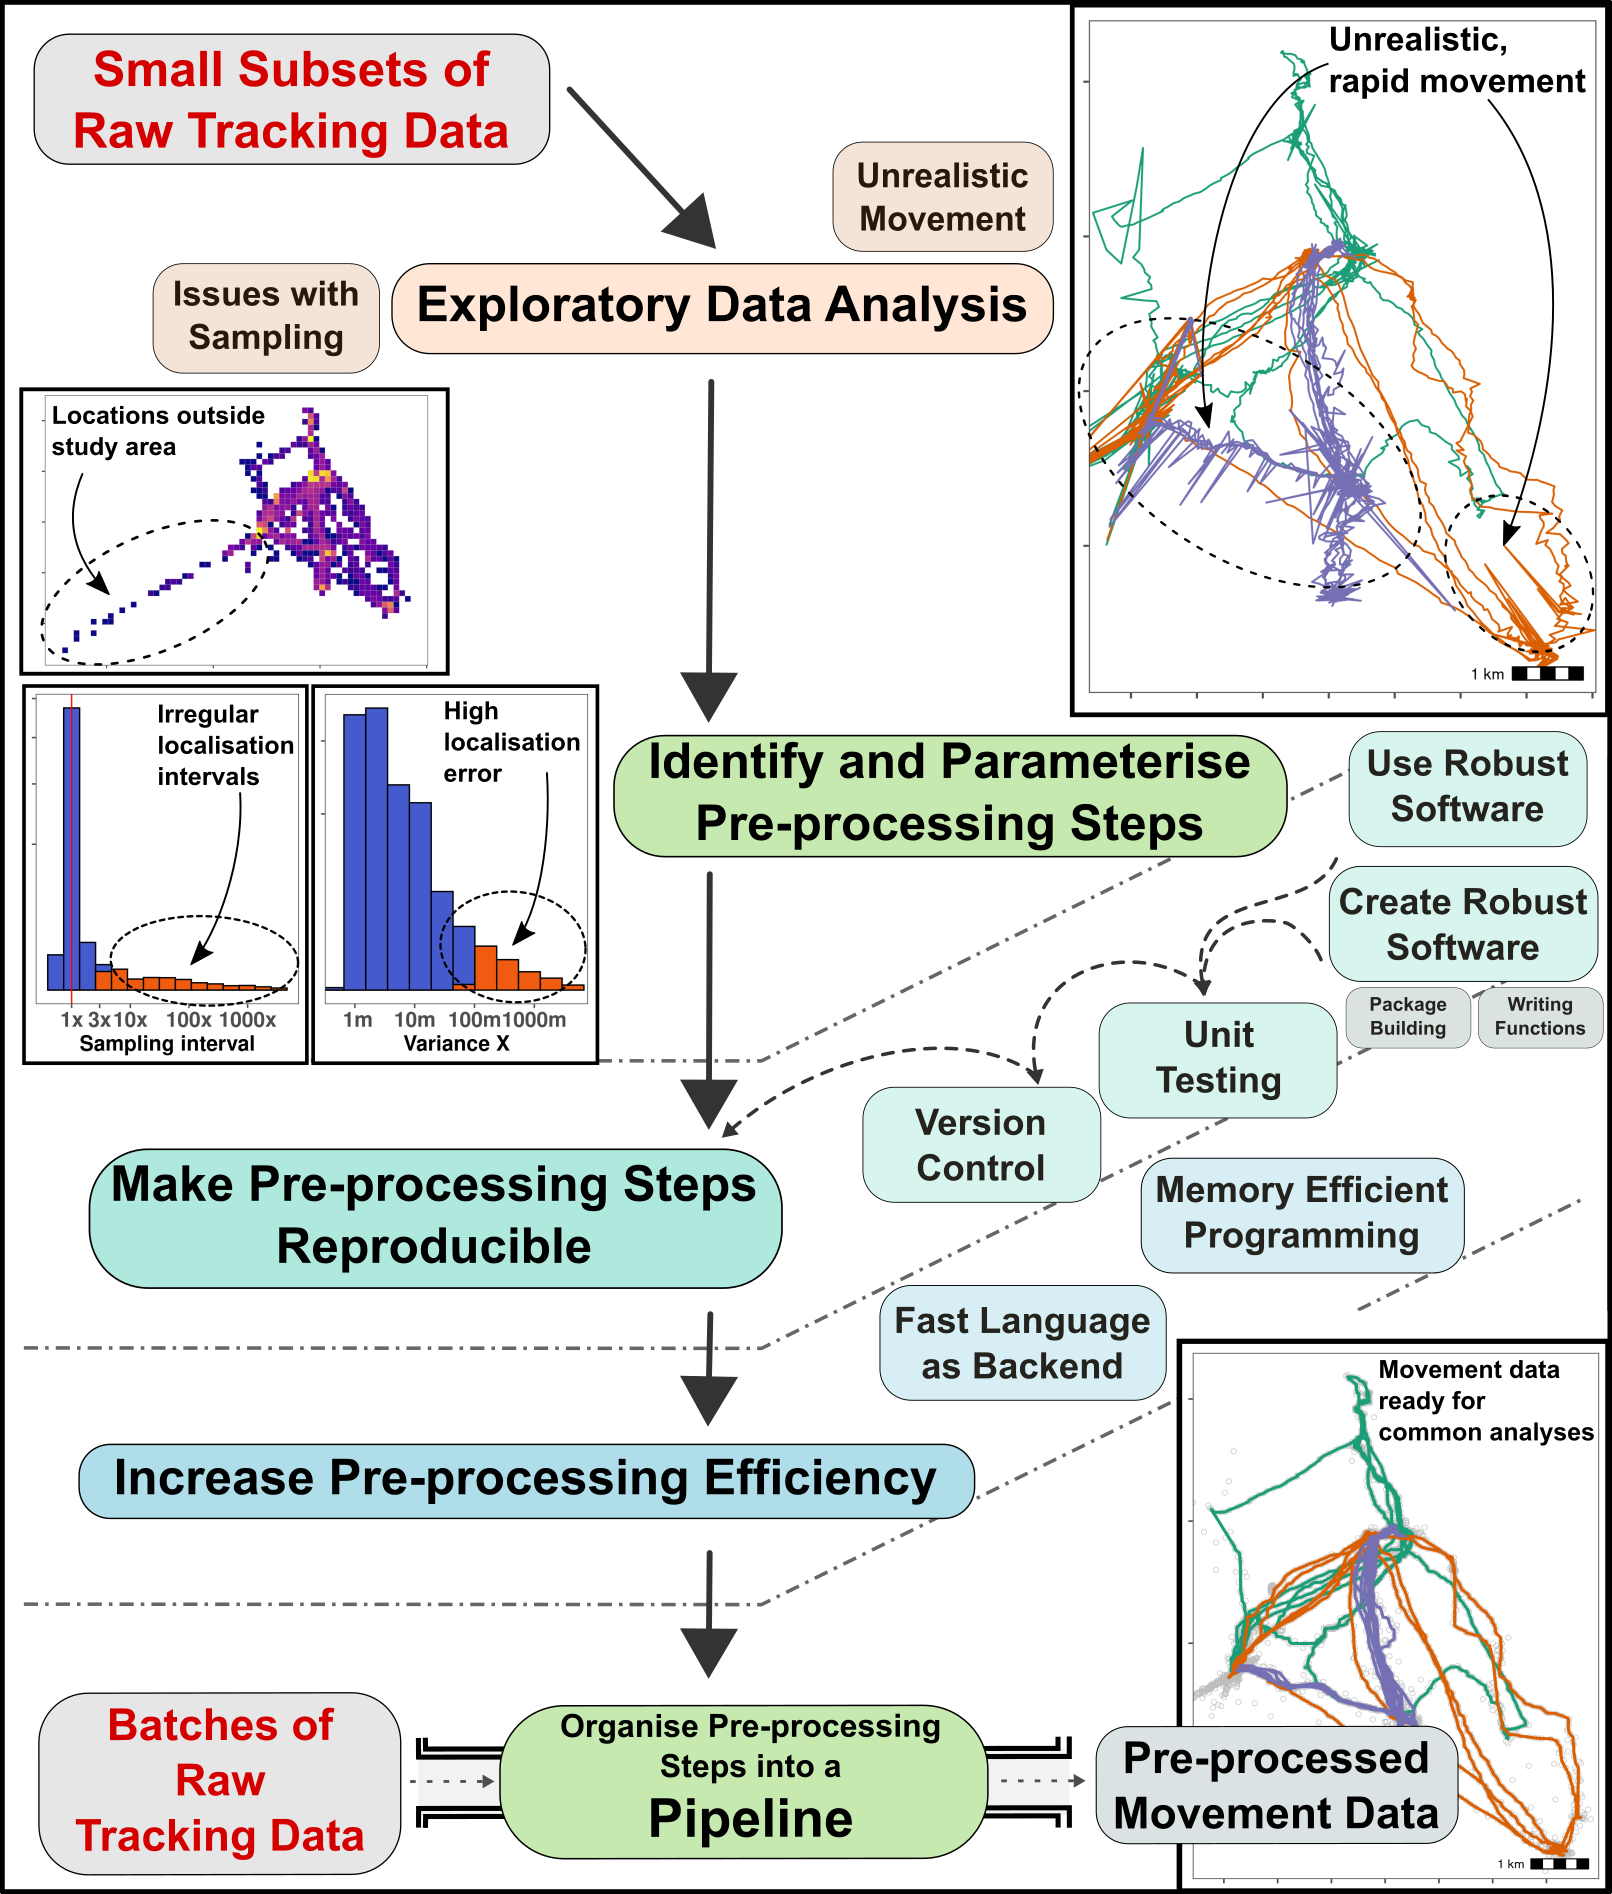 Small Subsets of
Raw Tracking Data
Unrealistic,
rapid movement
1 km
Unrealistic
Movement
Issues with
Sampling
Exploratory Data Analysis
Locations outside
study area
Irregular
localisation
intervals
1x 3x 10x 100x 1000x
Sampling interval
High
localisation
error
1m 10m 100m 1000m
Variance X
Identify and Parameterise
Pre-processing Steps
Use Robust
Software
Create Robust
Software
Package
Building
Writing
Functions
Unit
Testing
Version
Control
Make Pre-processing Steps
Reproducible
Memory Efficient
Programming
Fast Language
as Backend
Increase Pre-processing Efficiency
Movement data
ready for
common analyses
1 km
Batches of
Raw
Tracking Data
Organise Pre-processing
Steps into a
Pipeline
Pre-processed
Movement Data